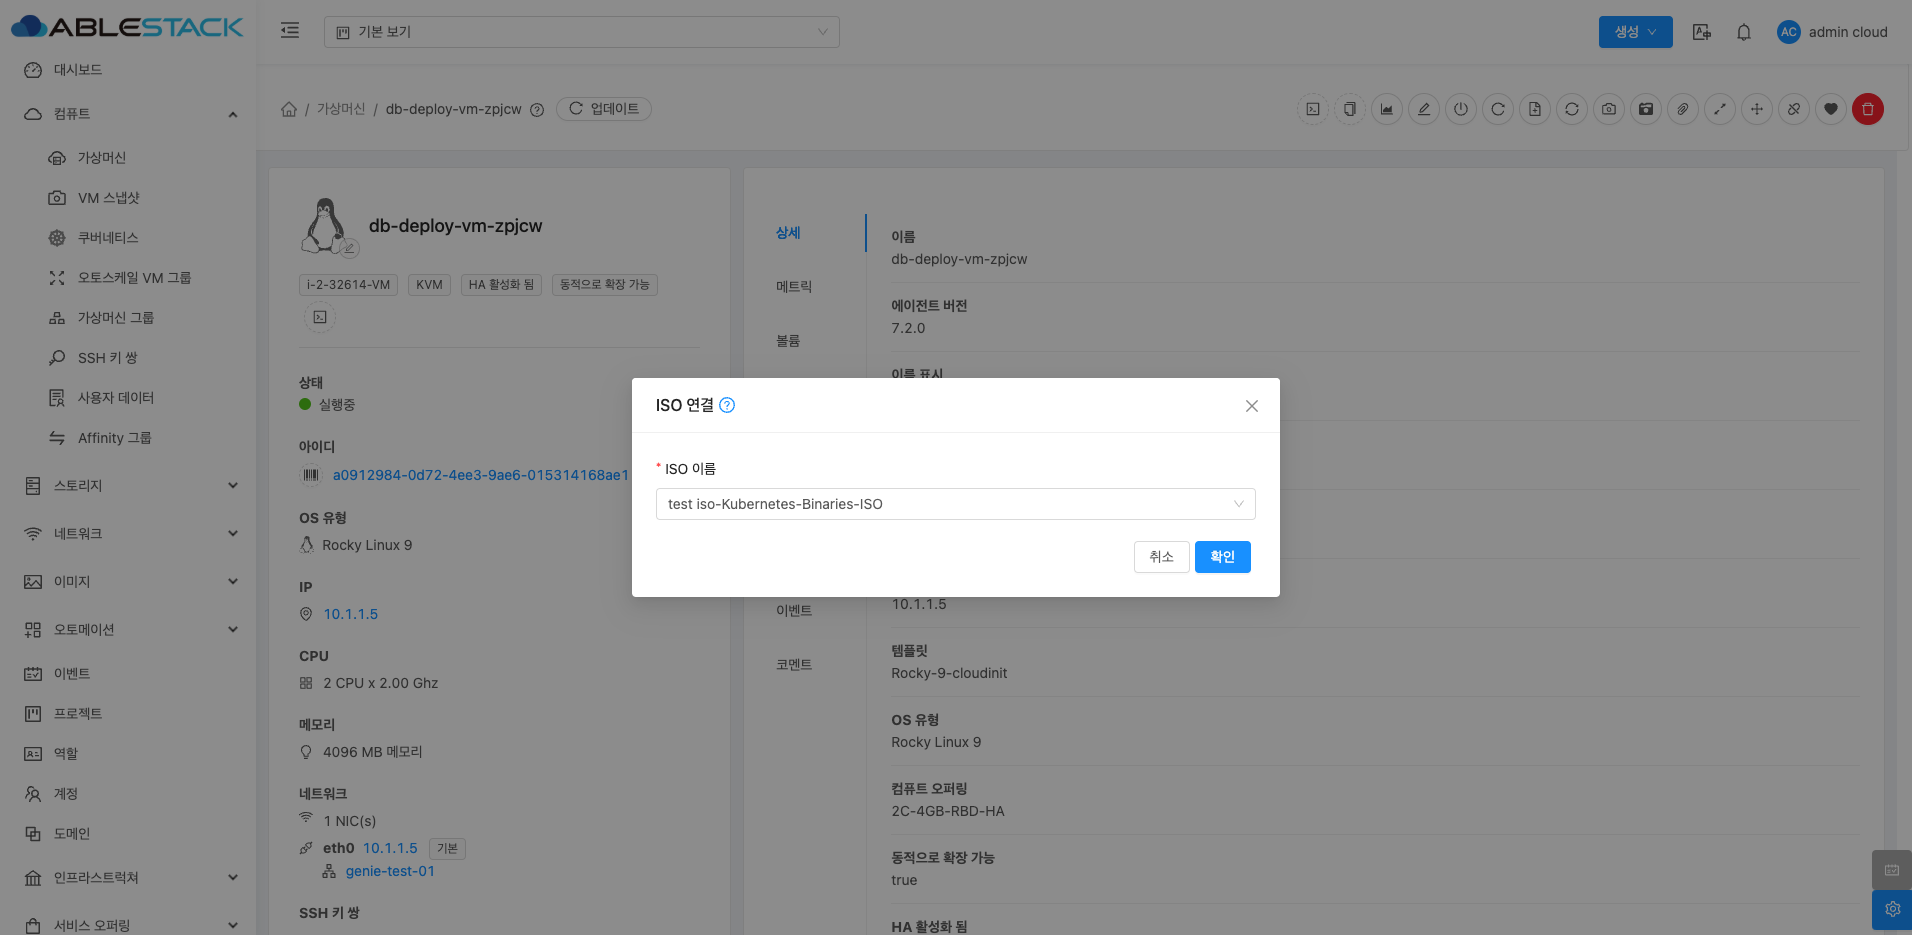 ABLESTACK
기본 보기
생성
AC
admin cloud
대시보드
컴퓨트
가상머신
VM 스냅샷
쿠버네티스
오토스케일 VM 그룹
가상머신 그룹
SSH 키 쌍
사용자 데이터
Affinity 그룹
스토리지
네트워크
이미지
오토메이션
이벤트
프로젝트
역할
계정
도메인
인프라스트럭쳐
서비스 오퍼링
/ 가상머신 / db-deploy-vm-zpjcw
업데이트
db-deploy-vm-zpjcw
i-2-32614-VM
KVM
HA 활성화 됨
동적으로 확장 가능
상태
실행중
아이디
a0912984-0d72-4ee3-9ae6-015314168ae1
OS 유형
Rocky Linux 9
IP
10.1.1.5
CPU
2 CPU x 2.00 Ghz
메모리
4096 MB 메모리
네트워크
1 NIC(s)
eth0 10.1.1.5 기본
genie-test-01
SSH 키 쌍
상세
메트릭
볼륨
이벤트
코멘트
이름
db-deploy-vm-zpjcw
에이전트 버전
7.2.0
이름 표시
10.1.1.5
템플릿
Rocky-9-cloudinit
OS 유형
Rocky Linux 9
컴퓨트 오퍼링
2C-4GB-RBD-HA
동적으로 확장 가능
true
HA 활성화 됨
ISO 연결
* ISO 이름
test iso-Kubernetes-Binaries-ISO
취소
확인